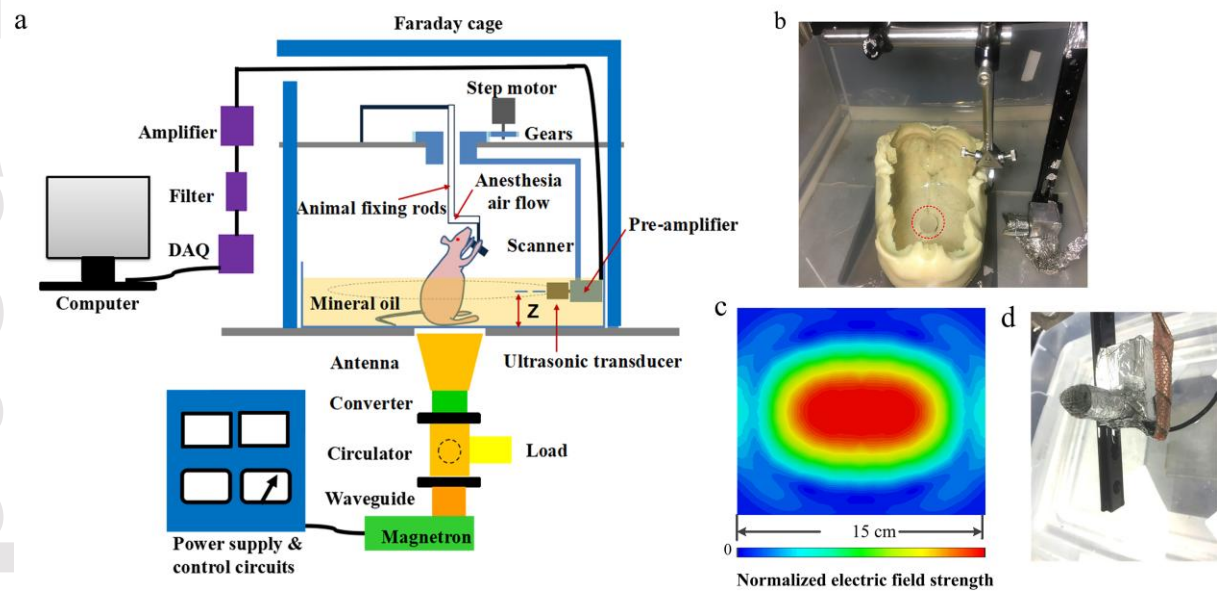 a
Faraday cage
Step motor
Gears
Amplifier
Filter
DAQ
Computer
Animal fixing rods
Anesthesia
air flow
Scanner
Pre-amplifier
Mineral oil
Z
Ultrasonic transducer
Antenna
Converter
Circulator
Load
Waveguide
Magnetron
Power supply &
control circuits
b
c
15 cm
0
Normalized electric field strength
d